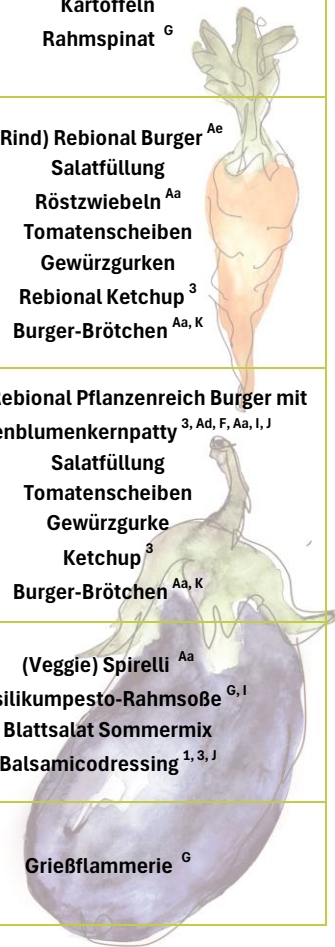 Kartoffeln
Rahmspinat G
Rind) Rebional Burger Ae
Salatfüllung
Röstzwiebeln Aa
Tomatenscheiben
Gewürzgurken
Rebional Ketchup 3
Burger-Brötchen Aa, K
ebional Pflanzenreich Burger mit
enblumenkernpatty 3, Ad, F, Aa, I, J
Salatfüllung
Tomatenscheiben
Gewürzgurke
Ketchup 3
Burger-Brötchen Aa, K
(Veggie) Spirelli Aa
silikumpesto-Rahmsoße G, I
Blattsalat Sommermix
Balsamicodressing 1, 3, J
Grießflammerie G